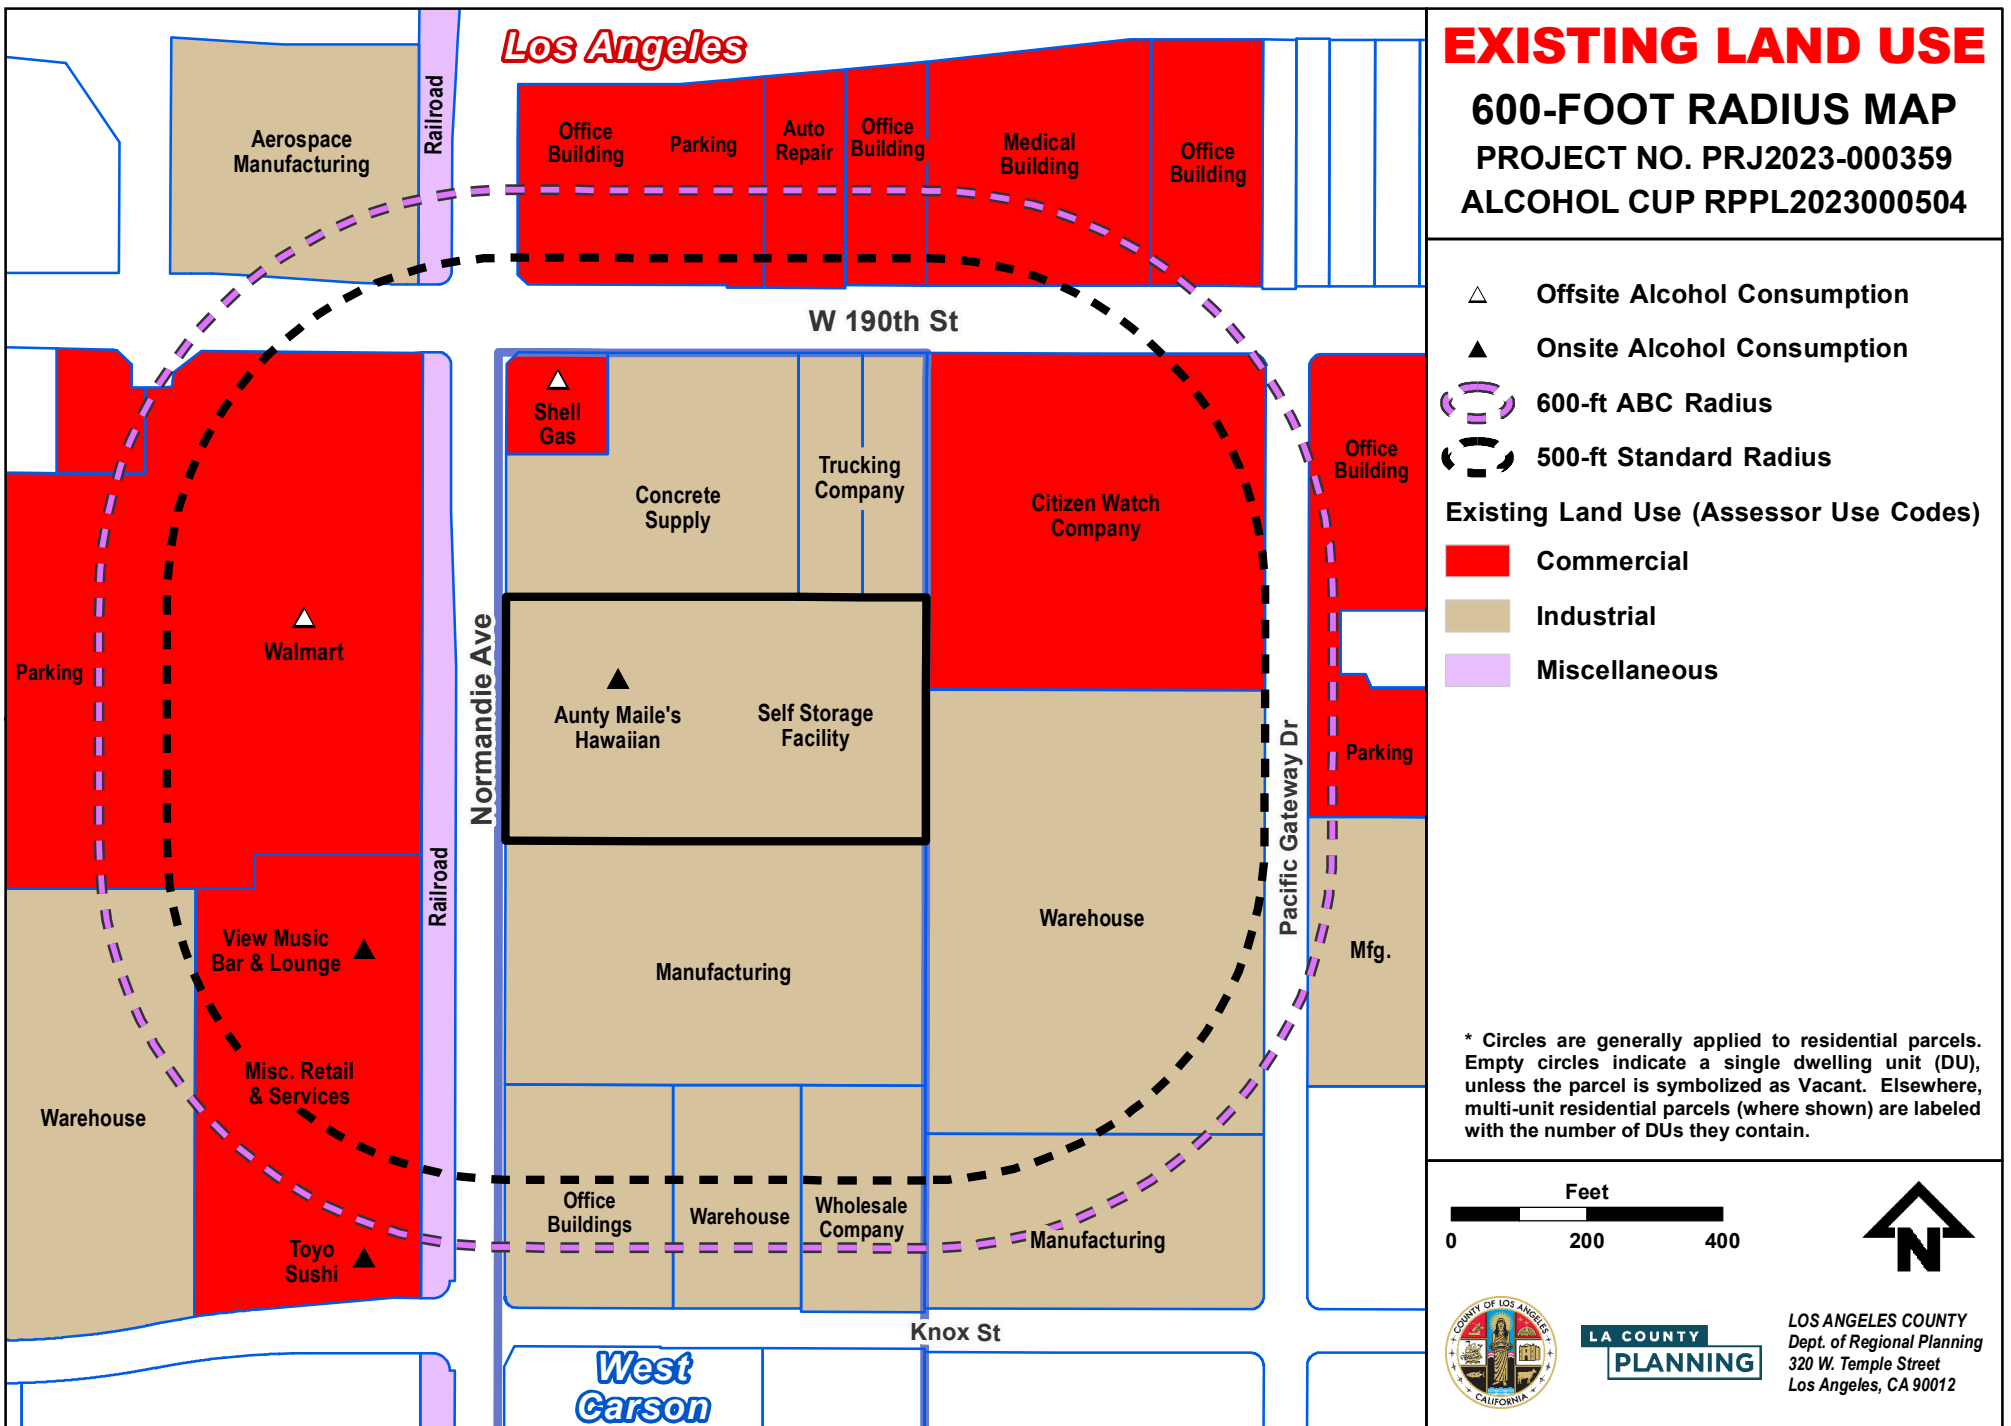 Los Angeles
Railroad
Aerospace
Manufacturing
Office
Building
Parking
Auto
Repair
Office
Building
Medical
Building
Office
Building
W 190th St
Shell
Gas
Concrete
Supply
Trucking
Company
Citizen Watch
Company
Office
Building
Walmart
Parking
Normandie Ave
Aunty Maile's
Hawaiian
Self Storage
Facility
Pacific Gateway Dr
Parking
Railroad
View Music
Bar & Lounge
Manufacturing
Warehouse
Mfg.
Misc. Retail
& Services
Warehouse
Office
Buildings
Warehouse
Wholesale
Company
Manufacturing
Toyo
Sushi
Knox St
West
Carson
EXISTING LAND USE
600-FOOT RADIUS MAP
PROJECT NO. PRJ2023-000359
ALCOHOL CUP RPPL2023000504
Offsite Alcohol Consumption
Onsite Alcohol Consumption
600-ft ABC Radius
500-ft Standard Radius
Existing Land Use (Assessor Use Codes)
Commercial
Industrial
Miscellaneous
* Circles are generally applied to residential parcels.
Empty circles indicate a single dwelling unit (DU),
unless the parcel is symbolized as Vacant. Elsewhere,
multi-unit residential parcels (where shown) are labeled
with the number of DUs they contain.
Feet
0 200 400
N
COUNTY OF LOS ANGELES
CALIFORNIA
LA COUNTY
PLANNING
LOS ANGELES COUNTY
Dept. of Regional Planning
320 W. Temple Street
Los Angeles, CA 90012